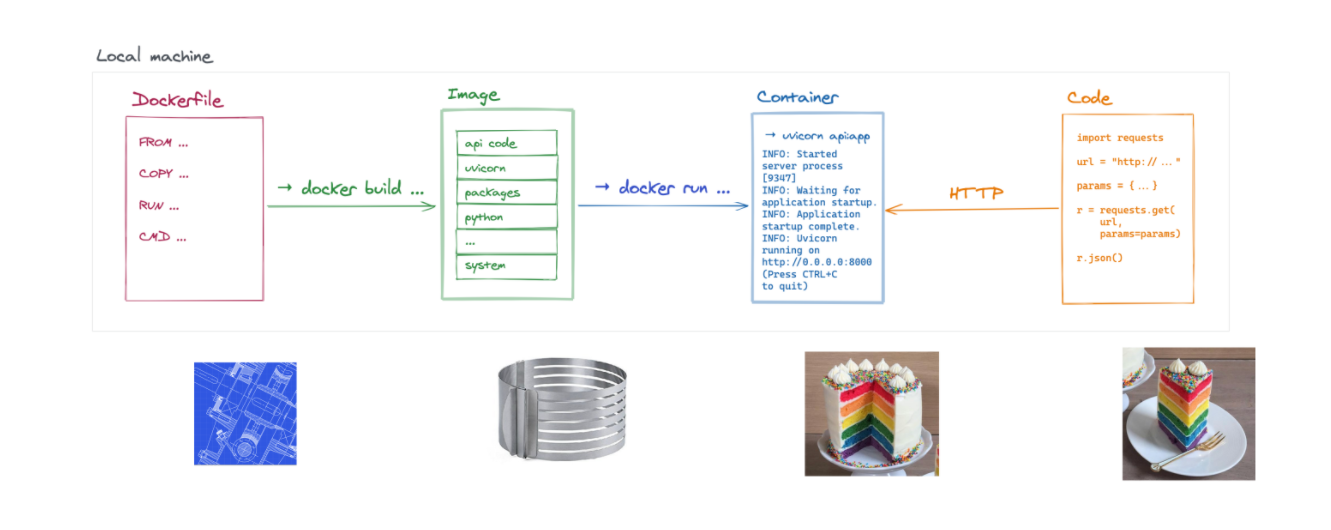 Local machine
Dockerfile
FROM ...
COPY ...
RUN ...
CMD ...
→ docker build ...
Image
api code
uvicorn
packages
python
...
system
→ docker run ...
Container
→ uvicorn api:app
INFO: Started
server process
[9347]
INFO: Waiting for
application startup.
INFO: Application
startup complete.
INFO: Uvicorn
running on
http://0.0.0.0:8000
(Press CTRL+C
to quit)
HTTP
Code
import requests
url = "http://..."
params = {...}
r = requests.get(
url,
params=params)
r.json()